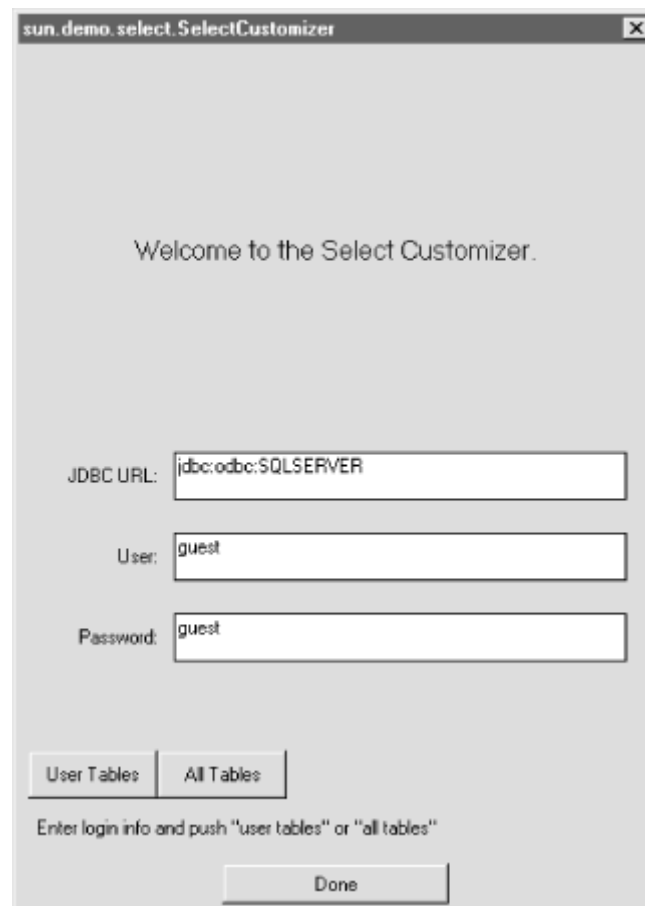 sun.demo.select.SelectCustomizer
Welcome to the Select Customizer.
JDBC URL: jdbc:odbc:SQLSERVER
User: guest
Password: guest
User Tables All Tables
Enter login info and push "user tables" or "all tables"
Done